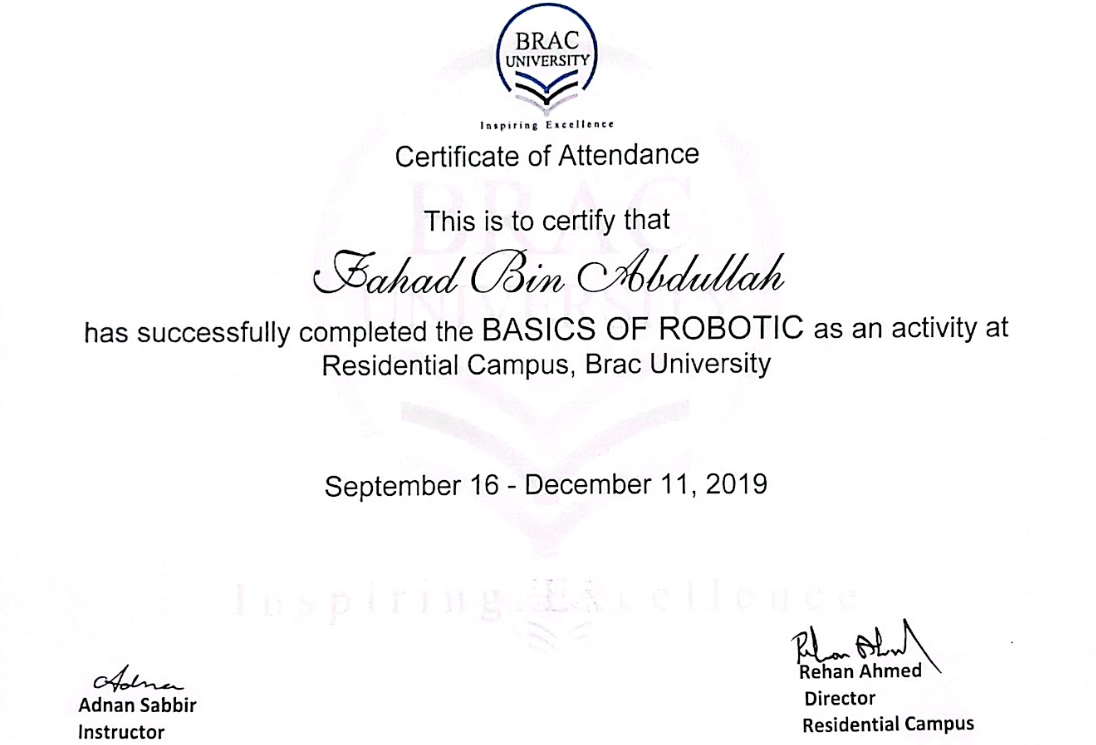 BRAC
UNIVERSITY
Inspiring Excellence
Certificate of Attendance
This is to certify that
Fahad Bin Abdullah
has successfully completed the BASICS OF ROBOTIC as an activity at
Residential Campus, Brac University
September 16 - December 11, 2019
BRAC
UNIVERSITY
Inspiring Excellence
Adnan
Adnan Sabbir
Instructor
Rehan Ahmed
Rehan Ahmed
Director
Residential Campus